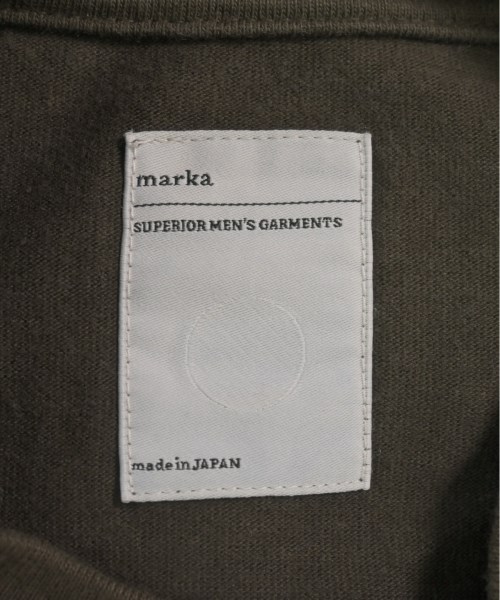 marka
SUPERIOR MEN'S GARMENTS
made in JAPAN